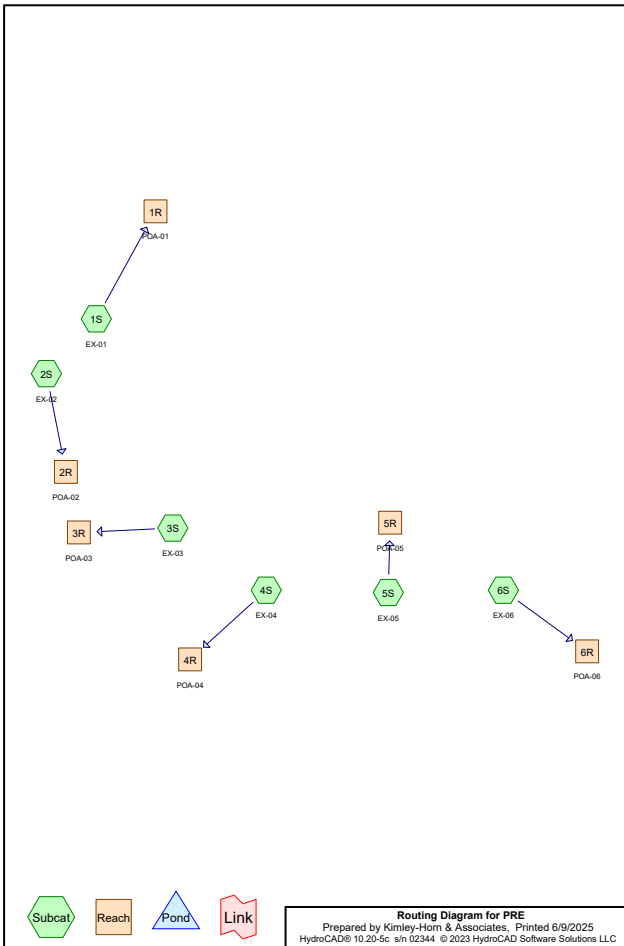 1R
POA-01
1S
EX-01
2S
EX-02
2R
POA-02
3R
POA-03
3S
EX-03
4S
EX-04
4R
POA-04
5R
POA-05
5S
EX-05
6S
EX-06
6R
POA-06
Subcat
Reach
Pond
Link
Routing Diagram for PRE
Prepared by Kimley-Horn & Associates, Printed 6/9/2025
HydroCAD® 10.20-5c s/n 02344 © 2023 HydroCAD Software Solutions LLC